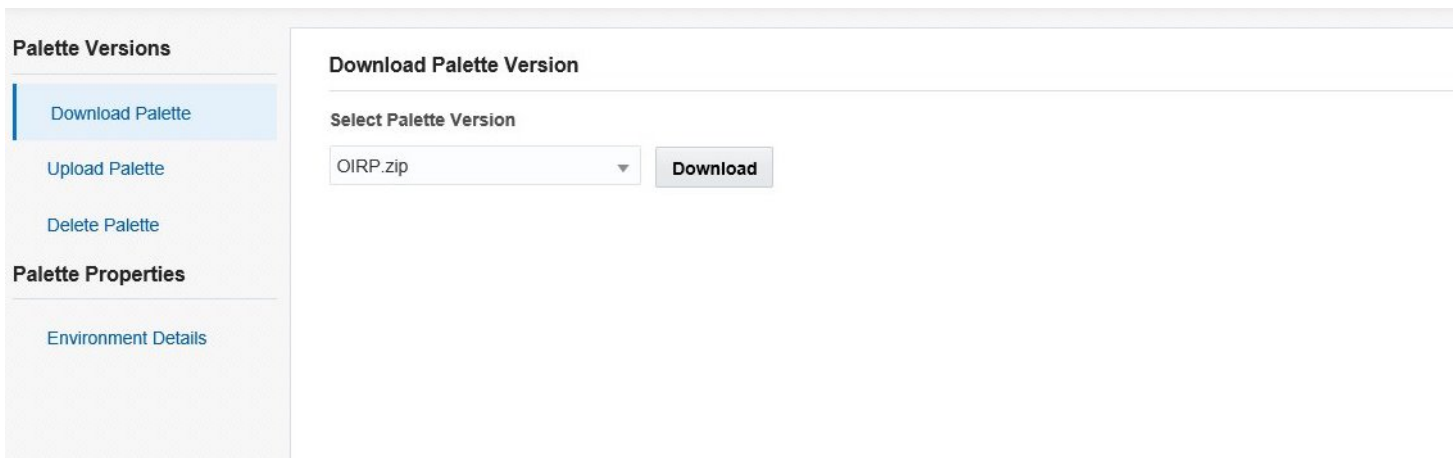 Palette Versions
Download Palette
Upload Palette
Delete Palette
Palette Properties
Environment Details
Download Palette Version
Select Palette Version
OIRP.zip
Download